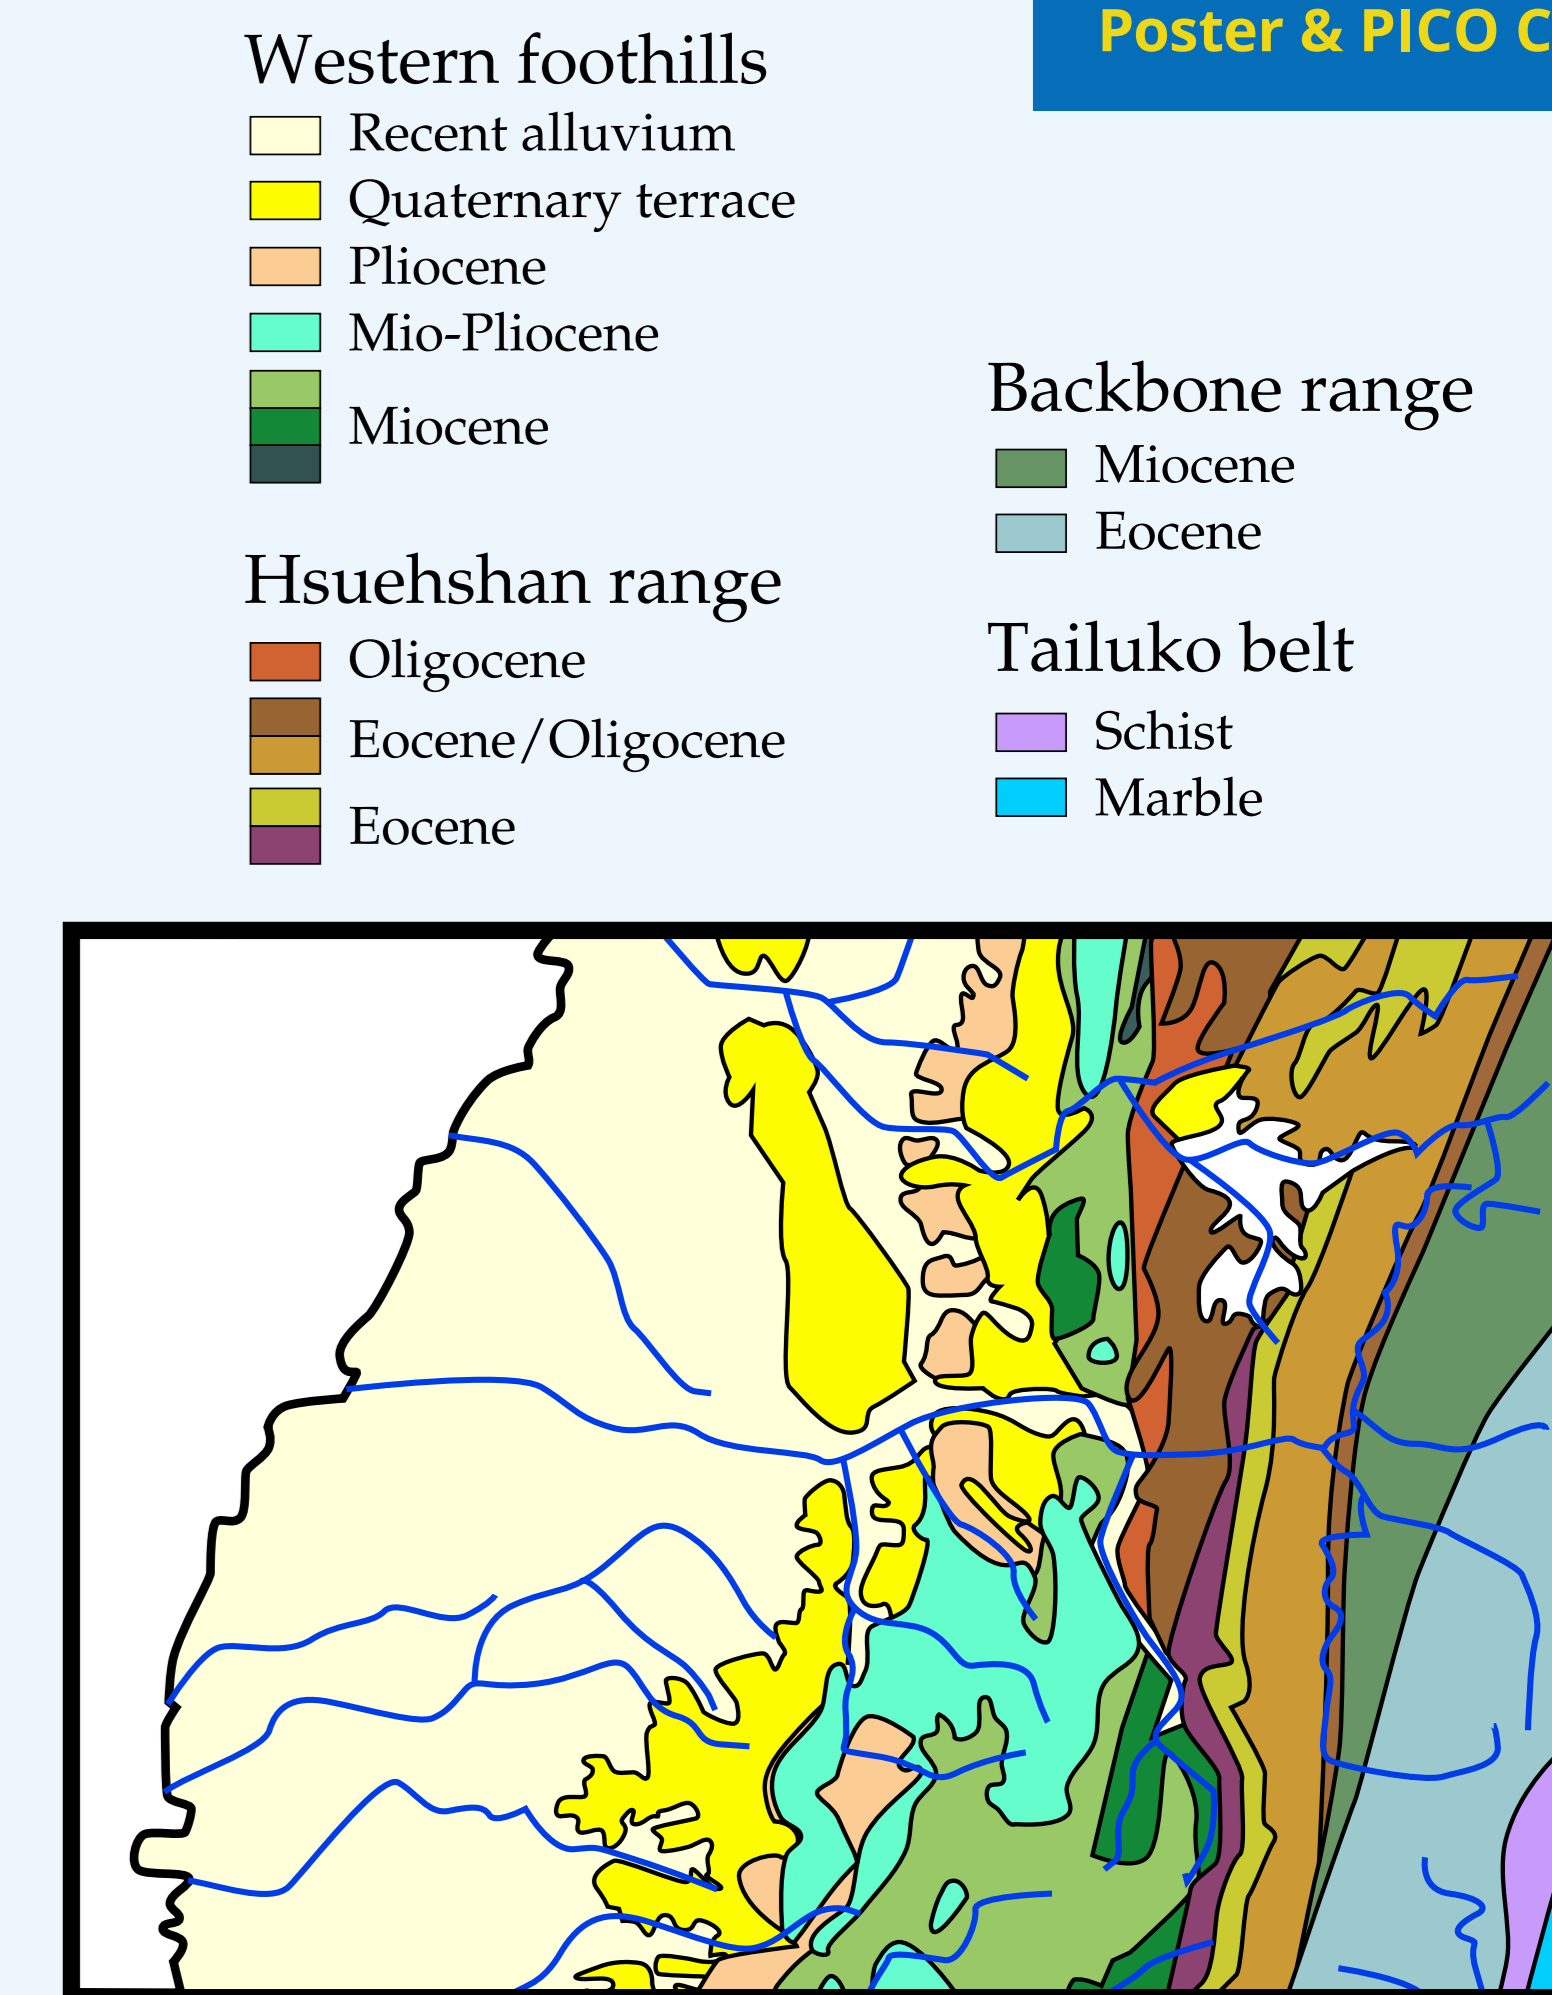 Poster & PICO C
Western foothills
Recent alluvium
Quaternary terrace
Pliocene
Mio-Pliocene
Miocene
Hsuehshan range
Oligocene
Eocene/Oligocene
Eocene
Backbone range
Miocene
Eocene
Tailuko belt
Schist
Marble